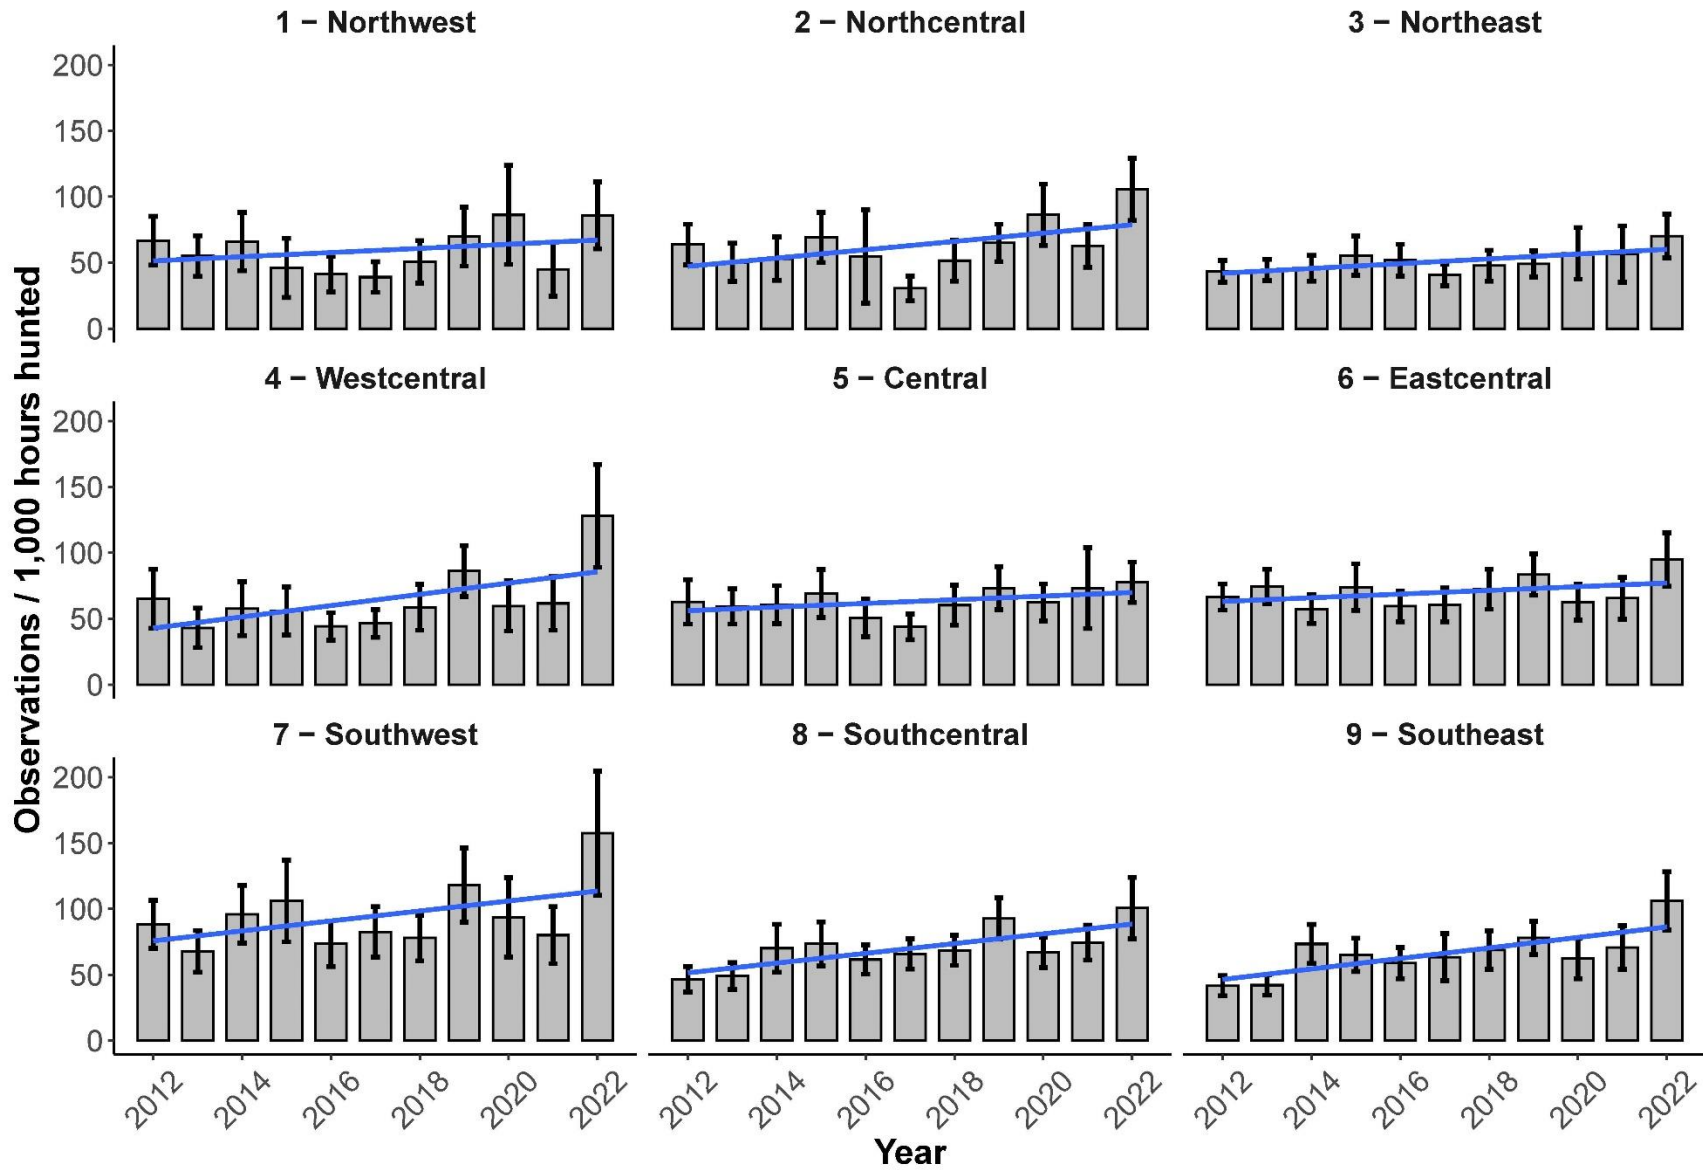 1 − Northwest
2 − Northcentral
3 − Northeast
200
150
100
50
0
4 − Westcentral
5 − Central
6 − Eastcentral
200
150
100
50
0
7 − Southwest
8 − Southcentral
9 − Southeast
200
150
100
50
0
Observations / 1,000 hours hunted
2012 2014 2016 2018 2020 2022
2012 2014 2016 2018 2020 2022
2012 2014 2016 2018 2020 2022
Year